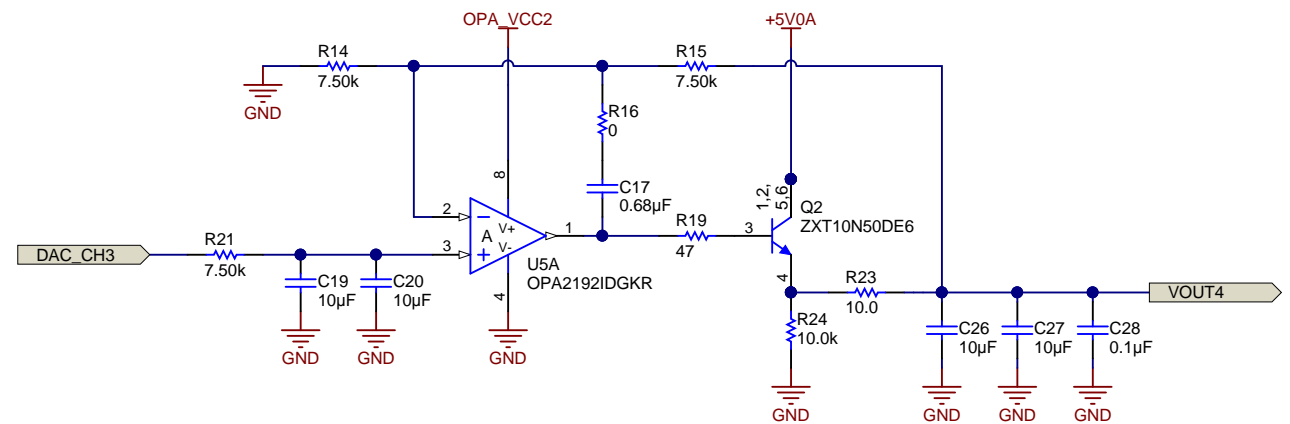 OPA_VCC2
+5V0A
R14
7.50k
R15
7.50k
GND
R16
0
8
C17
0.68µF
1,2,
5,6
Q2
ZXT10N50DE6
2
V+
A
V-
1
R19
47
3
DAC_CH3
R21
7.50k
3
U5A
OPA2192IDGKR
C19
10µF
C20
10µF
4
4
R23
10.0
VOUT4
R24
10.0k
C26
10µF
C27
10µF
C28
0.1µF
GND
GND
GND
GND
GND
GND
GND